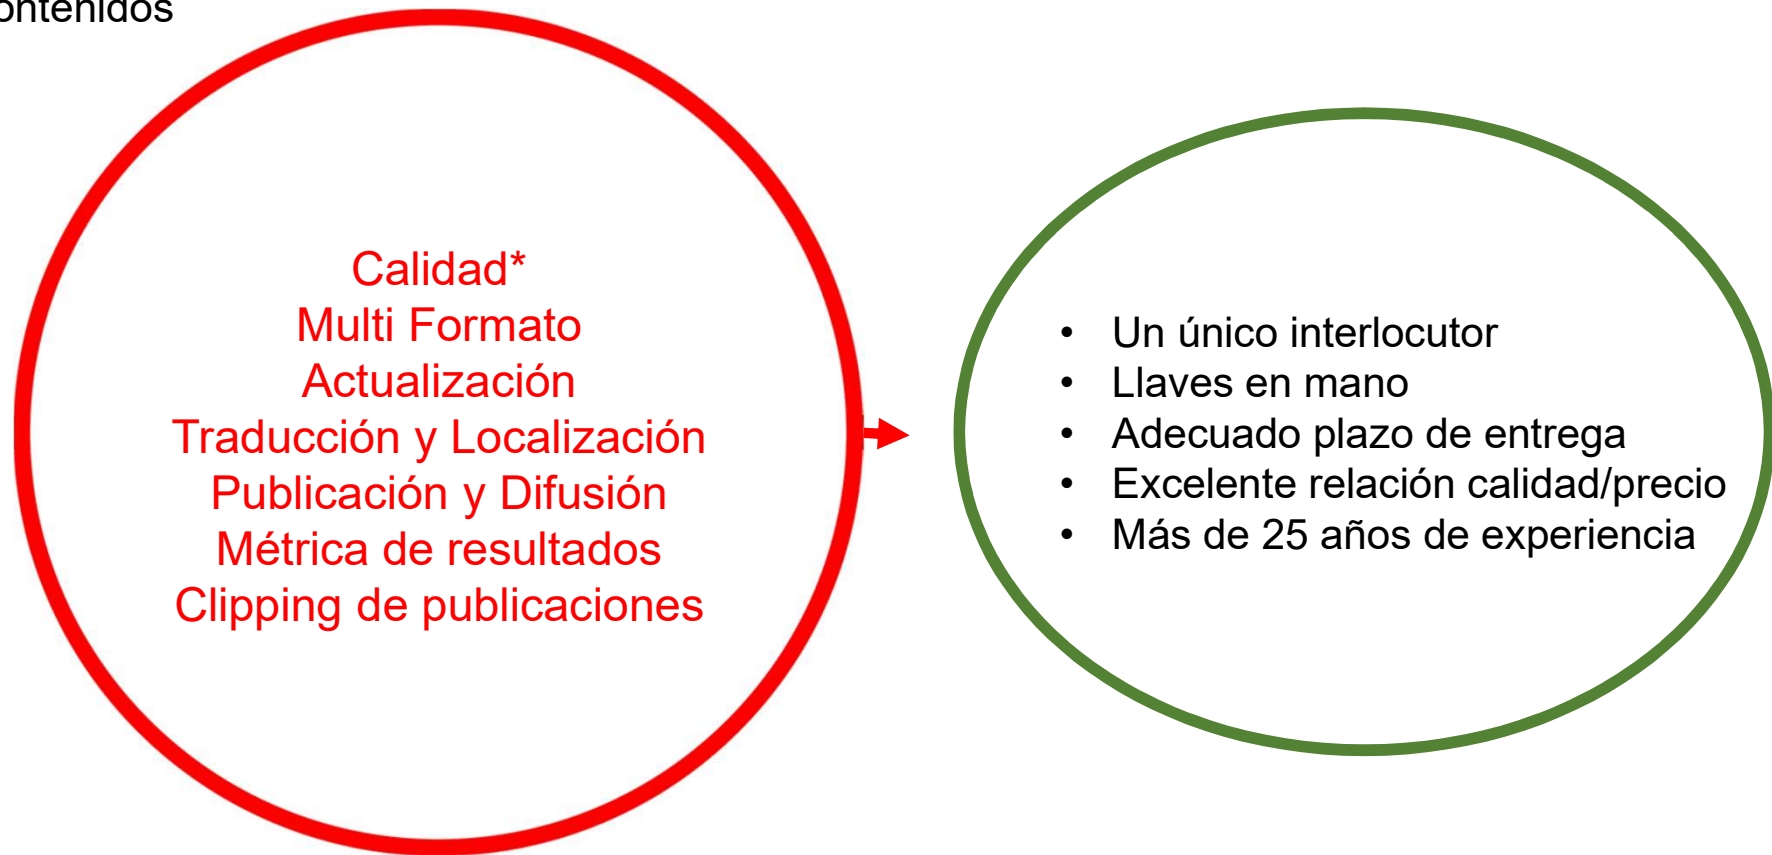 ontenidos
Calidad*
Multi Formato
Actualización
Traducción y Localización
Publicación y Difusión
Métrica de resultados
Clipping de publicaciones
• Un único interlocutor
• Llaves en mano
• Adecuado plazo de entrega
• Excelente relación calidad/precio
• Más de 25 años de experiencia